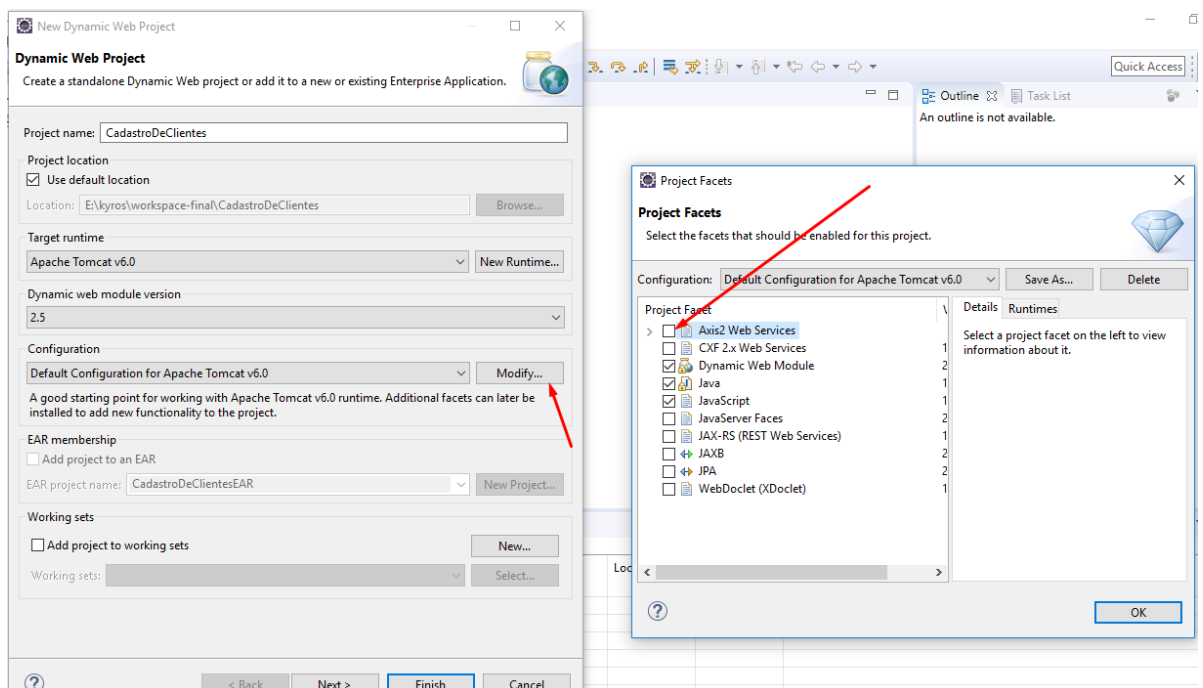 New Dynamic Web Project
Dynamic Web Project
Create a standalone Dynamic Web project or add it to a new or existing Enterprise Application.
Project name: CadastroDeClientes
Project location
Use default location
Location: E:\kyros\workspace-final\CadastroDeClientes Browse...
Target runtime
Apache Tomcat v6.0 New Runtime...
Dynamic web module version
2.5
Configuration
Default Configuration for Apache Tomcat v6.0 Modify...
A good starting point for working with Apache Tomcat v6.0 runtime. Additional facets can later be
installed to add new functionality to the project.
EAR membership
Add project to an EAR
EAR project name: CadastroDeClientesEAR New Project...
Working sets
Add project to working sets New...
Working sets: Select...
? < Back Next > Finish Cancel
Quick Access
Outline Task List
An outline is not available.
Project Facets
Project Facets
Select the facets that should be enabled for this project.
Configuration: Default Configuration for Apache Tomcat v6.0 Save As... Delete
Project Facet
Axis2 Web Services
CXF 2.x Web Services 1
Dynamic Web Module 2
Java 1
JavaScript 1
JavaServer Faces 2
JAX-RS (REST Web Services) 1
JAXB 2
JPA 2
WebDoclet (XDoclet) 1
Details Runtimes
Select a project facet on the left to view
information about it.
? OK